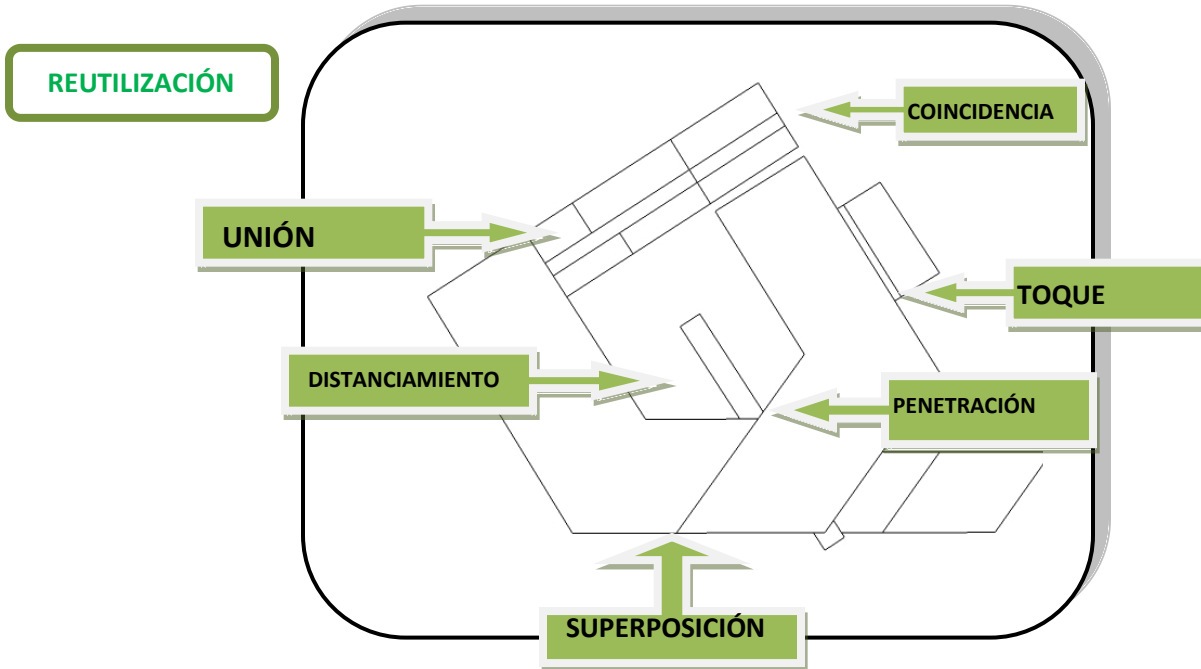 REUTILIZACIÓN
COINCIDENCIA
UNIÓN
TOQUE
DISTANCIAMIENTO
PENETRACIÓN
SUPERPOSICIÓN